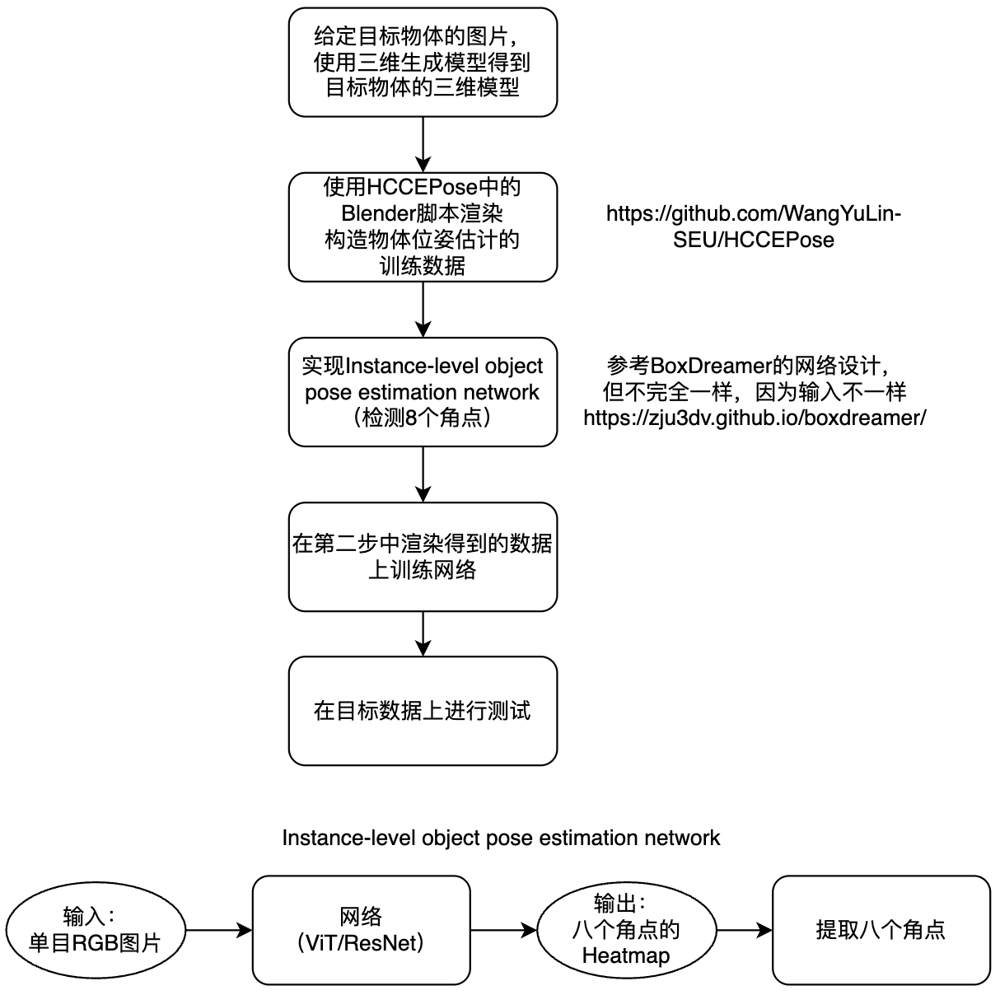 给定目标物体的图片，
使用三维生成模型得到
目标物体的三维模型
使用HCCEPose中的
Blender脚本渲染
构造物体位姿估计的
训练数据
https://github.com/WangYuLin-
SEU/HCCEPose
实现Instance-level object
pose estimation network
（检测8个角点）
参考BoxDreamer的网络设计，
但不完全一样，因为输入不一样
https://zju3dv.github.io/boxdreamer/
在第二步中渲染得到的数据
上训练网络
在目标数据上进行测试
Instance-level object pose estimation network
输入：
单目RGB图片
网络
（ViT/ResNet）
输出：
八个角点的
Heatmap
提取八个角点